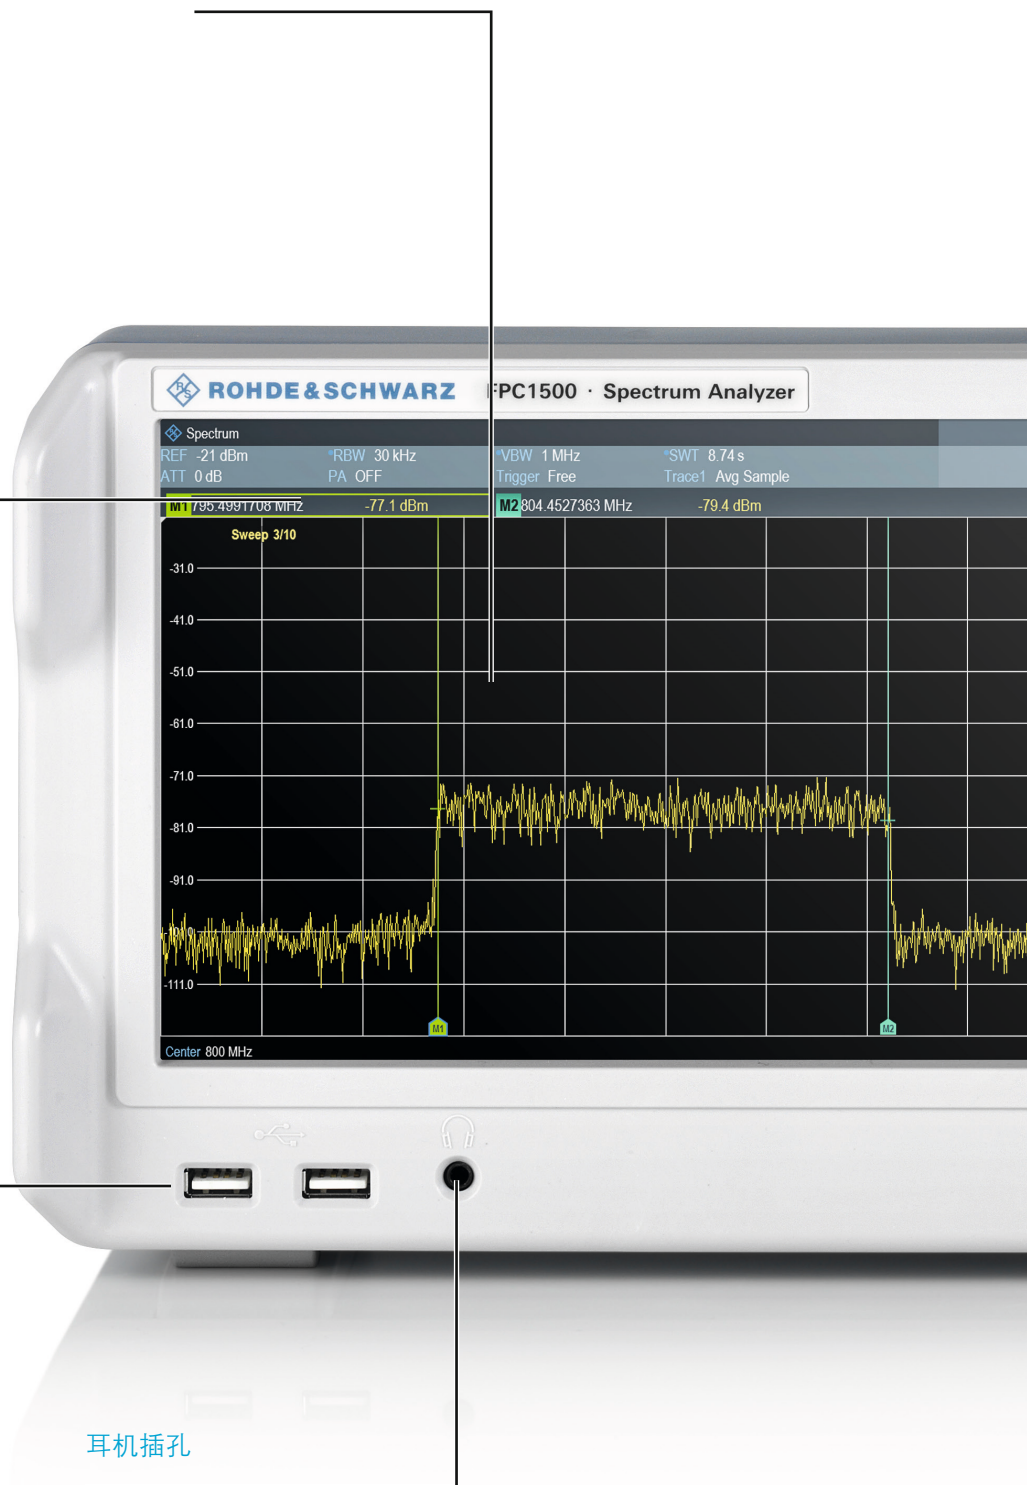 ROHDE&SCHWARZ FPC1500 · Spectrum Analyzer
Spectrum
REF -21 dBm RBW 30 kHz VBW 1 MHz SWT 8.74 s
ATT 0 dB PA OFF Trigger Free Trace1 Avg Sample
M1 795.4991708 MHz -77.1 dBm M2 804.4527363 MHz -79.4 dBm
Sweep 3/10
-31.0
-41.0
-51.0
-61.0
-71.0
-81.0
-91.0
-111.0
M1 M2
Center 800 MHz
耳机插孔